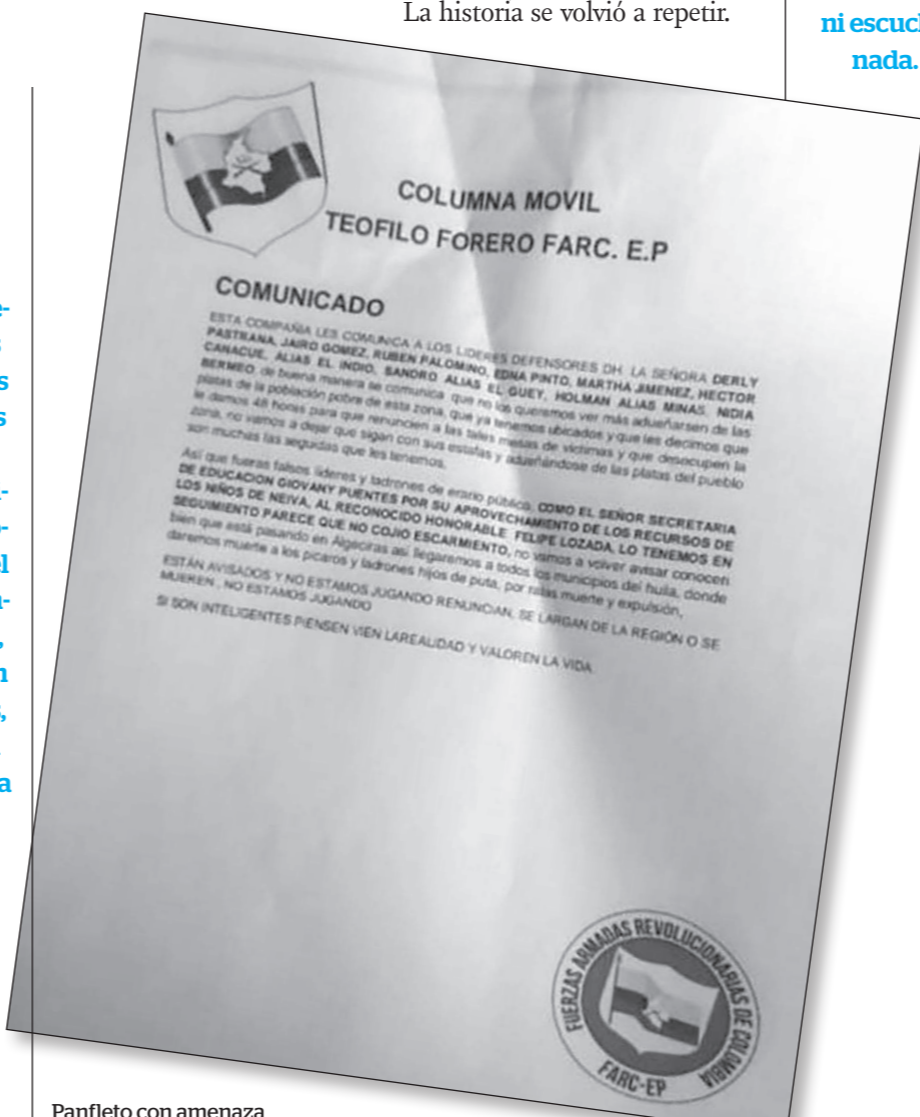 La historia se volvió a repetir.
ni escuch
nada.
COLUMNA MOVIL
TEOFILO FORERO FARC. E.P
COMUNICADO
ESTA COMPAÑIA LES COMUNICA A LOS LIDERES DEFENSORES DH. LA SEÑORA DERLY
PASTRANA, JAIRO GOMEZ, RUBEN PALOMINO, EDNA PINTO, MARTHA JIMENEZ, HECTOR
CANACUE, ALIAS EL INDIO, SANDRO ALIAS EL GUEY, HOLMAN ALIAS MINAS, NIDIA
BERMEO, de buena manera se comunica que no los queremos ver más adueñarsen de las
platas de la población pobre de esta zona, que ya tenemos ubicados y que les decimos que
le damos 48 horas para que renuncien a las tales mesas de victimas y que desocupen la
zona, no vamos a dejar que sigan con sus estafas y adueñándose de las platas del pueblo
son muchas las seguidas que les tenemos.
Así que fueras falsos lideres y ladrones de erario público, COMO EL SEÑOR SECRETARIA
DE EDUCACION GIOVANY PUENTES POR SU APROVECHAMIENTO DE LOS RECURSOS DE
LOS NIÑOS DE NEIVA, AL RECONOCIDO HONORABLE FELIPE LOZADA, LO TENEMOS EN
SEGUIMIENTO PARECE QUE NO COJIO ESCARMIENTO, no vamos a volver avisar conocen
bien que está pasando en Algeciras así llegaremos a todos los municipios del huila, donde
daremos muerte a los picaros y ladrones hijos de puta, por ratas muerte y expulsión,
ESTÁN AVISADOS Y NO ESTAMOS JUGANDO RENUNCIAN, SE LARGAN DE LA REGIÓN O SE
MUEREN , NO ESTAMOS JUGANDO
SI SON INTELIGENTES PIENSEN VIEN LAREALIDAD Y VALOREN LA VIDA
FUERZAS ARMADAS REVOLUCIONARIAS DE COLOMBIA
FARC-EP
Panfleto con amenaza